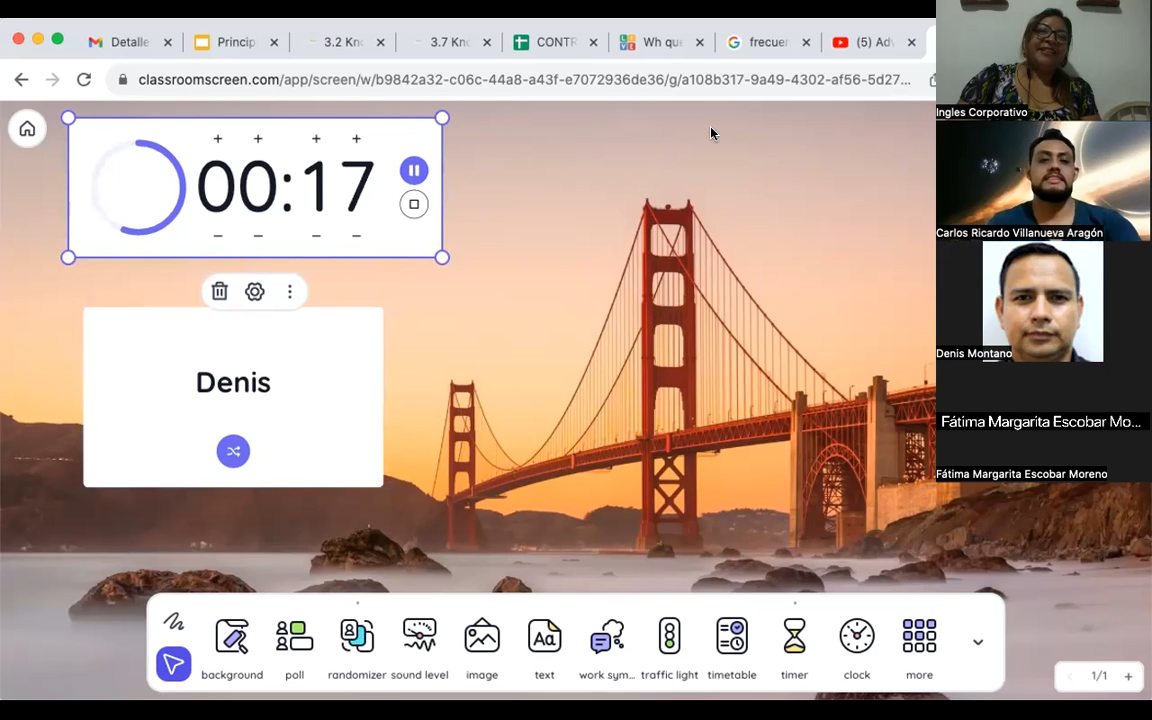 Detalle
Princip
3.2 Kn
3.7 Kn
CONTR
Wh que
frecuer
(5) Adv
classroomscreen.com/app/screen/w/b9842a32-c06c-44a8-a43f-e7072936de36/g/a108b317-9a49-4302-af56-5d27...
00:17
Denis
background
poll
randomizer
sound level
image
text
work sym...
traffic light
timetable
timer
clock
more
1/1
Ingles Corporativo
Carlos Ricardo Villanueva Aragón
Denis Montano
Fátima Margarita Escobar Mo...
Fátima Margarita Escobar Moreno